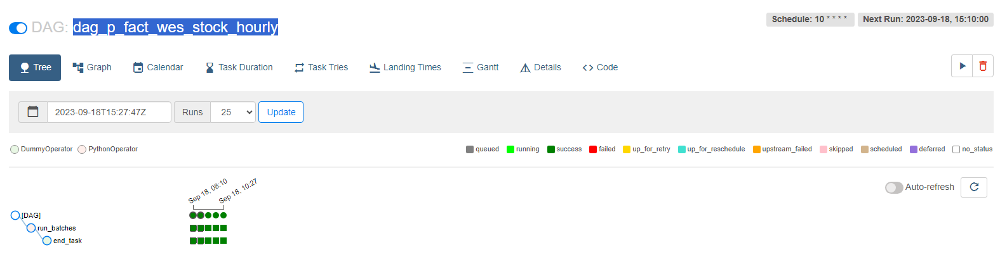 DAG: dag_p_fact_wes_stock_hourly
Schedule: 10 * * * *
Next Run: 2023-09-18, 15:10:00
Tree Graph Calendar Task Duration Task Tries Landing Times Gantt Details Code
2023-09-18T15:27:47Z Runs 25 Update
DummyOperator PythonOperator
queued running success failed up_for_retry up_for_reschedule upstream_failed skipped scheduled deferred no_status
Sep 18, 08:10
Sep 18, 10:27
Auto-refresh
[DAG]
run_batches
end_task